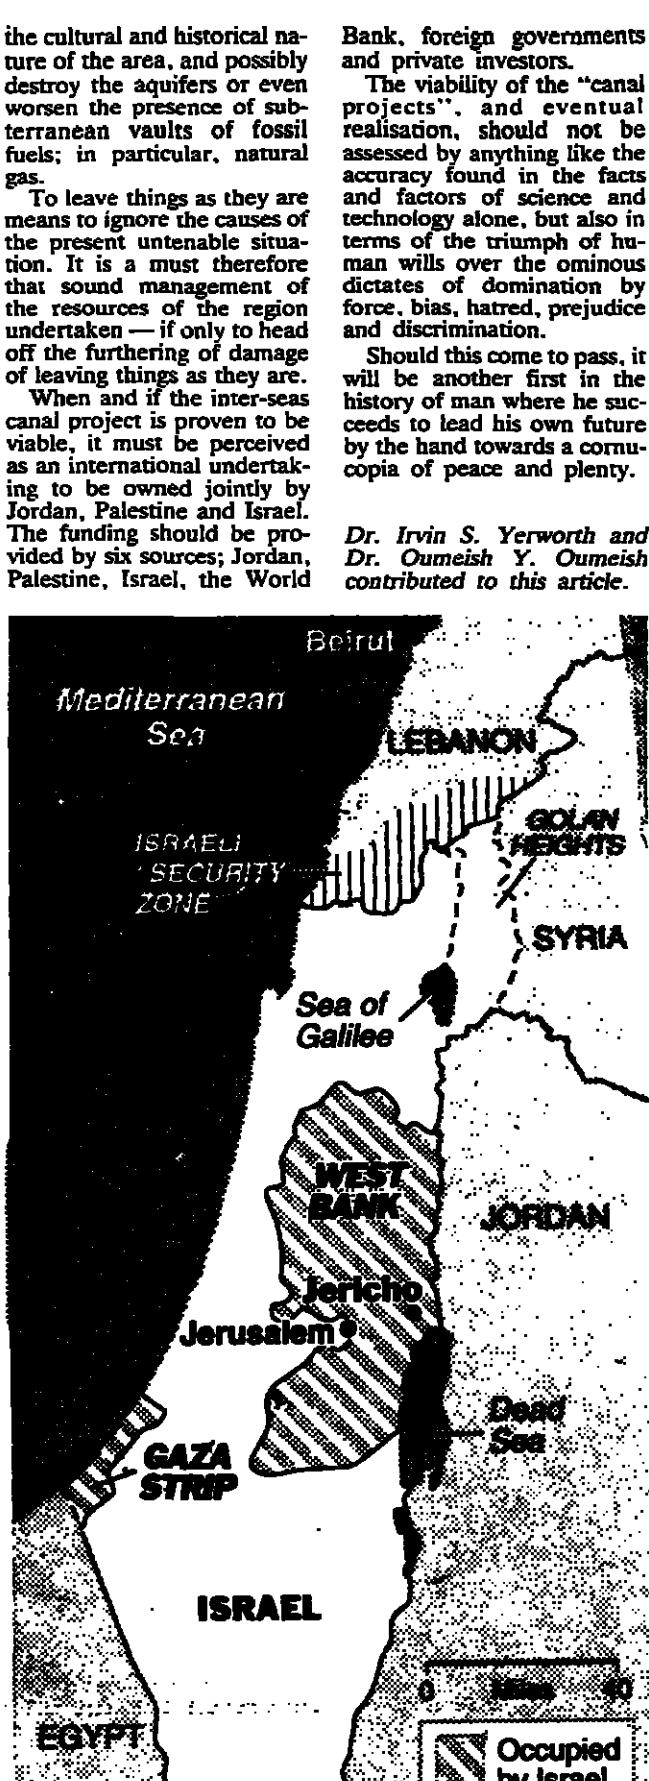 the cultural and historical na-
ture of the area, and possibly
destroy the aquifers or even
worsen the presence of sub-
terranean vaults of fossil
fuels; in particular, natural
gas.
To leave things as they are
means to ignore the causes of
the present untenable situa-
tion. It is a must therefore
that sound management of
the resources of the region
undertaken — if only to head
off the furthering of damage
of leaving things as they are.
When and if the inter-seas
canal project is proven to be
viable, it must be perceived
as an international undertak-
ing to be owned jointly by
Jordan, Palestine and Israel.
The funding should be pro-
vided by six sources; Jordan,
Palestine, Israel, the World
Bank, foreign governments
and private investors.
The viability of the "canal
projects", and eventual
realisation, should not be
assessed by anything like the
accuracy found in the facts
and factors of science and
technology alone, but also in
terms of the triumph of hu-
man wills over the ominous
dictates of domination by
force, bias, hatred, prejudice
and discrimination.
Should this come to pass, it
will be another first in the
history of man where he suc-
ceeds to lead his own future
by the hand towards a cornu-
copia of peace and plenty.
Dr. Irvin S. Yerworth and
Dr. Oumeish Y. Oumeish
contributed to this article.
Beirut
Mediterranean
Sea
LEBANON
ISRAELI
SECURITY
ZONE
GOLAN
HEIGHTS
SYRIA
Sea of
Galilee
WEST
BANK
JORDAN
Jericho
Jerusalem
Dead
Sea
GAZA
STRIP
ISRAEL
0 Miles 40
EGYPT
Occupied
by Israel